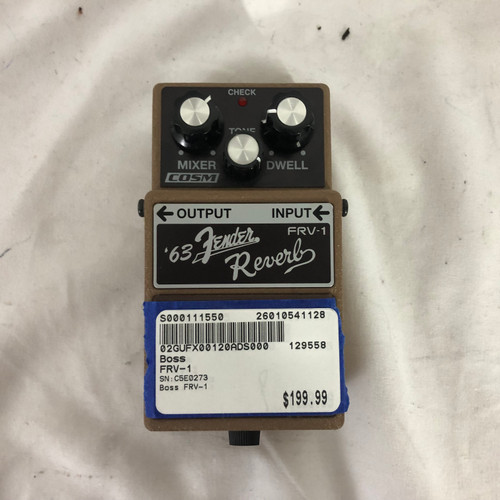 CHECK
TONE
MIXER DWELL
COSM
OUTPUT INPUT
FRV-1
'63 Fender Reverb
S000111550 26010541128
02GUFX00120ADS000 129558
Boss
FRV-1
SN:C5E0273
Boss FRV-1
$199.99